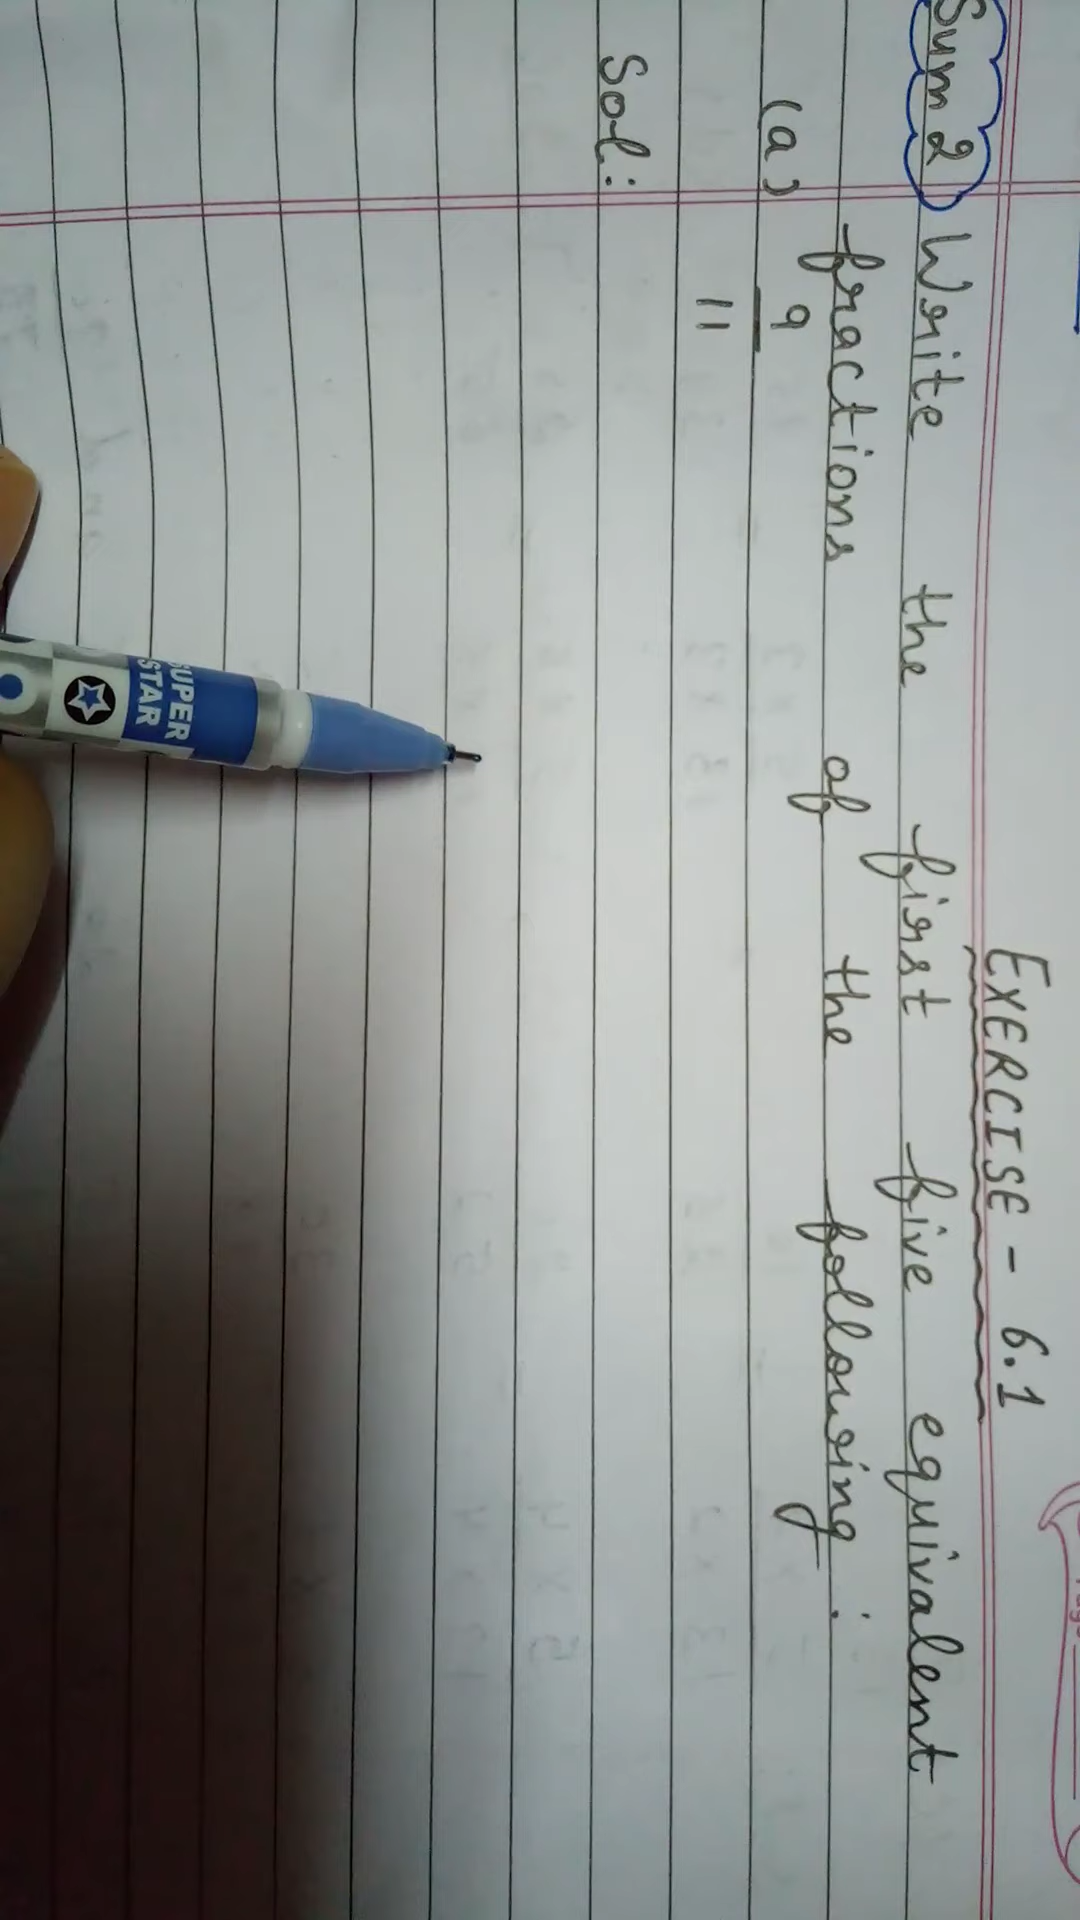 EXERCISE - 6.1
Sum 2 Write the first five equivalent
fractions of the following :
(a) 9
11
Sol :
SUPER
STAR